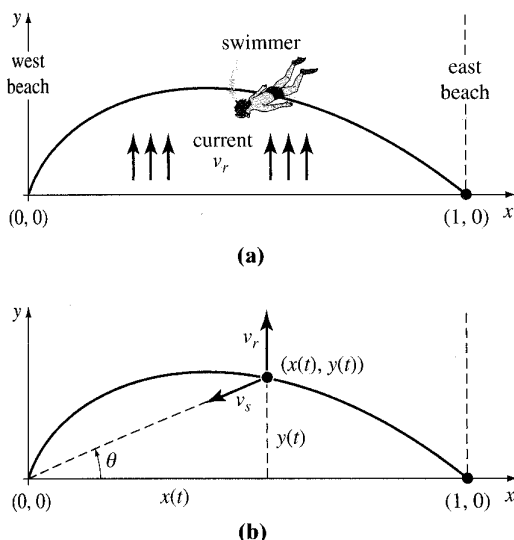 y
swimmer
west
beach
east
beach
current
v_r
(0, 0)
(1, 0)
x
(a)
y
v_r
(x(t), y(t))
v_s
y(t)
θ
(0, 0)
x(t)
(1, 0)
x
(b)